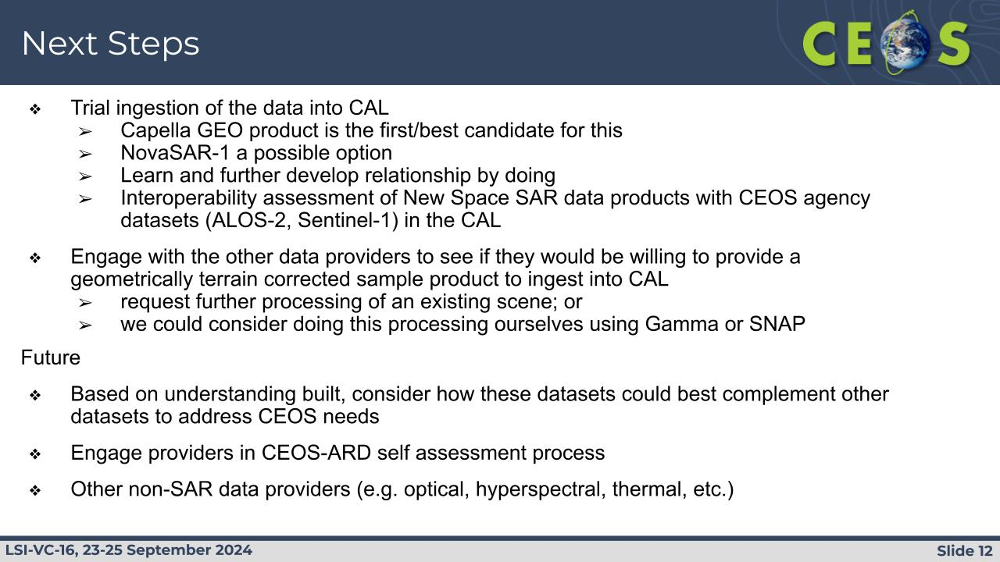 Next Steps
CEOS
❖ Trial ingestion of the data into CAL
➢ Capella GEO product is the first/best candidate for this
➢ NovaSAR-1 a possible option
➢ Learn and further develop relationship by doing
➢ Interoperability assessment of New Space SAR data products with CEOS agency
datasets (ALOS-2, Sentinel-1) in the CAL
❖ Engage with the other data providers to see if they would be willing to provide a
geometrically terrain corrected sample product to ingest into CAL
➢ request further processing of an existing scene; or
➢ we could consider doing this processing ourselves using Gamma or SNAP
Future
❖ Based on understanding built, consider how these datasets could best complement other
datasets to address CEOS needs
❖ Engage providers in CEOS-ARD self assessment process
❖ Other non-SAR data providers (e.g. optical, hyperspectral, thermal, etc.)
LSI-VC-16, 23-25 September 2024
Slide 12